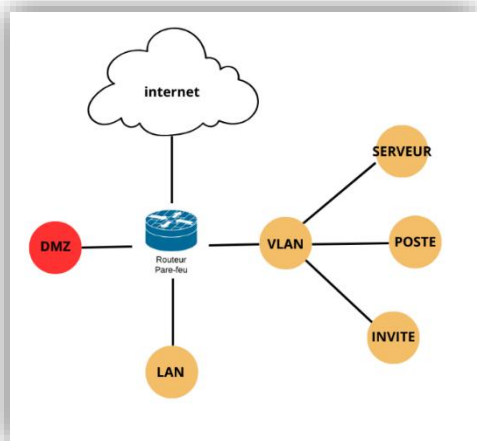 internet
SERVEUR
DMZ
Routeur
Pare-feu
VLAN
POSTE
INVITE
LAN